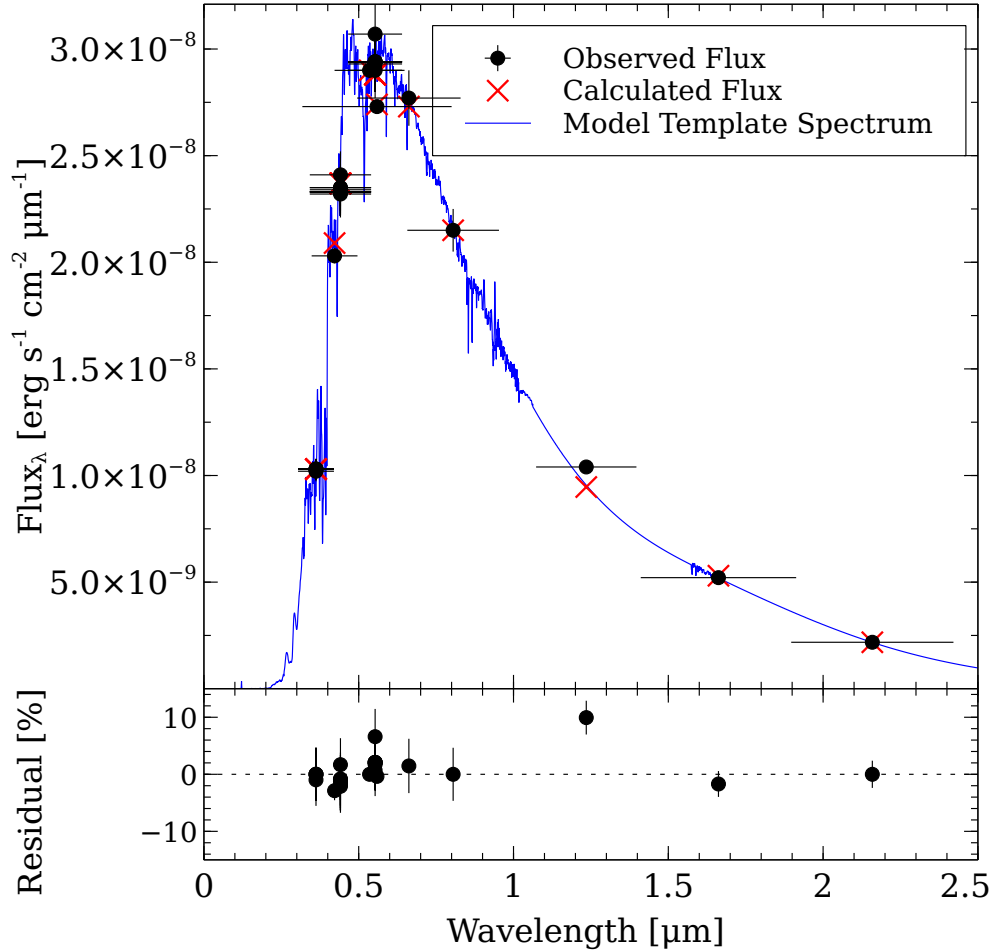 3.0×10⁻⁸
2.5×10⁻⁸
2.0×10⁻⁸
1.5×10⁻⁸
1.0×10⁻⁸
5.0×10⁻⁹
Flux_λ [erg s⁻¹ cm⁻² μm⁻¹]
Observed Flux
Calculated Flux
Model Template Spectrum
10
0
−10
Residual [%]
0 0.5 1 1.5 2 2.5
Wavelength [μm]